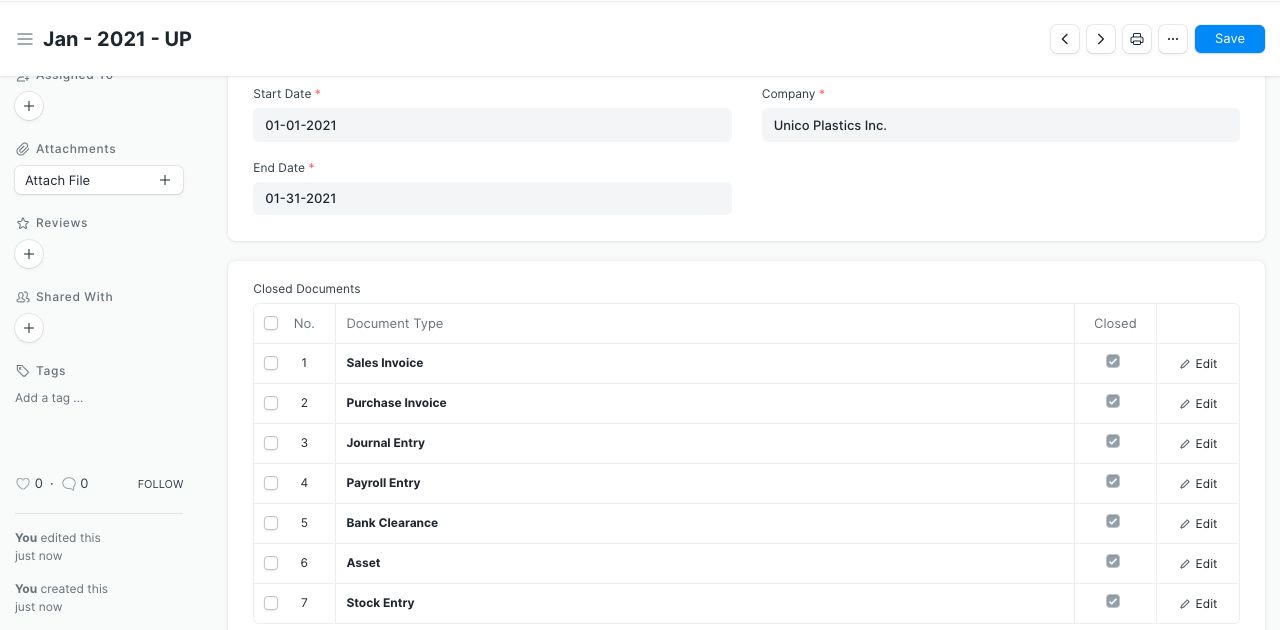 Jan - 2021 - UP
Save
Assigned To
Attachments
Attach File
Reviews
Shared With
Tags
Add a tag ...
0 · 0 FOLLOW
You edited this
just now
You created this
just now
Start Date *
01-01-2021
Company *
Unico Plastics Inc.
End Date *
01-31-2021
Closed Documents
No. Document Type Closed
1 Sales Invoice Edit
2 Purchase Invoice Edit
3 Journal Entry Edit
4 Payroll Entry Edit
5 Bank Clearance Edit
6 Asset Edit
7 Stock Entry Edit